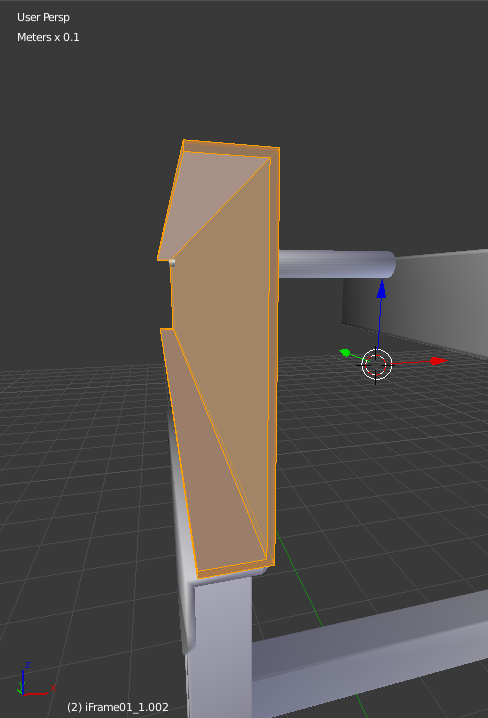 User Persp
Meters x 0.1
z
(2) iFrame01_1.002